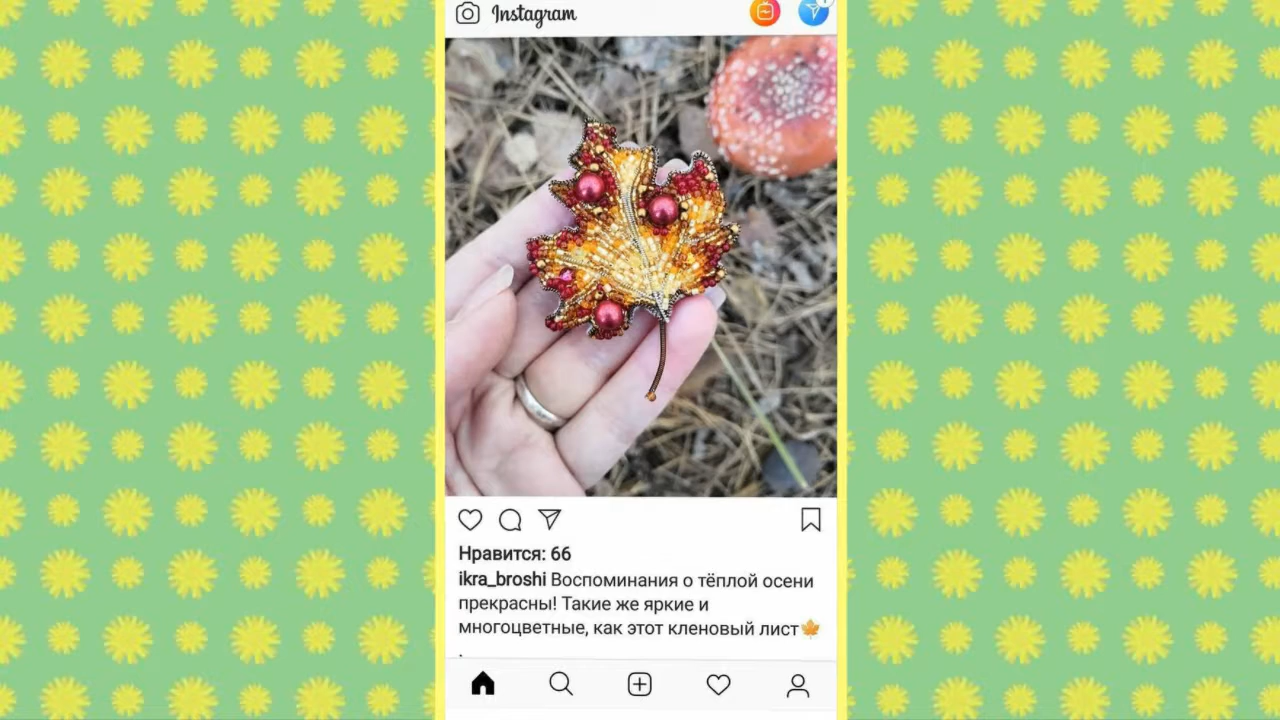 Instagram
Нравится: 66
ikra_broshi Воспоминания о тёплой осени
прекрасны! Такие же яркие и
многоцветные, как этот кленовый лист🍁
.